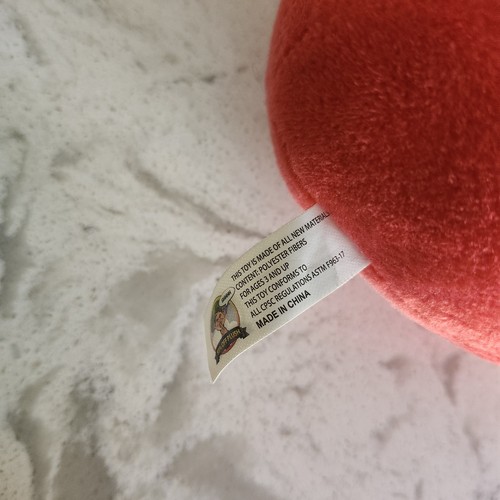 THIS TOY IS MADE OF ALL NEW MATERIAL
CONTENT: POLYESTER FIBERS
FOR AGES 3 AND UP
THIS TOY CONFORMS TO
ALL CPSC REGULATIONS ASTM F963-17
MADE IN CHINA